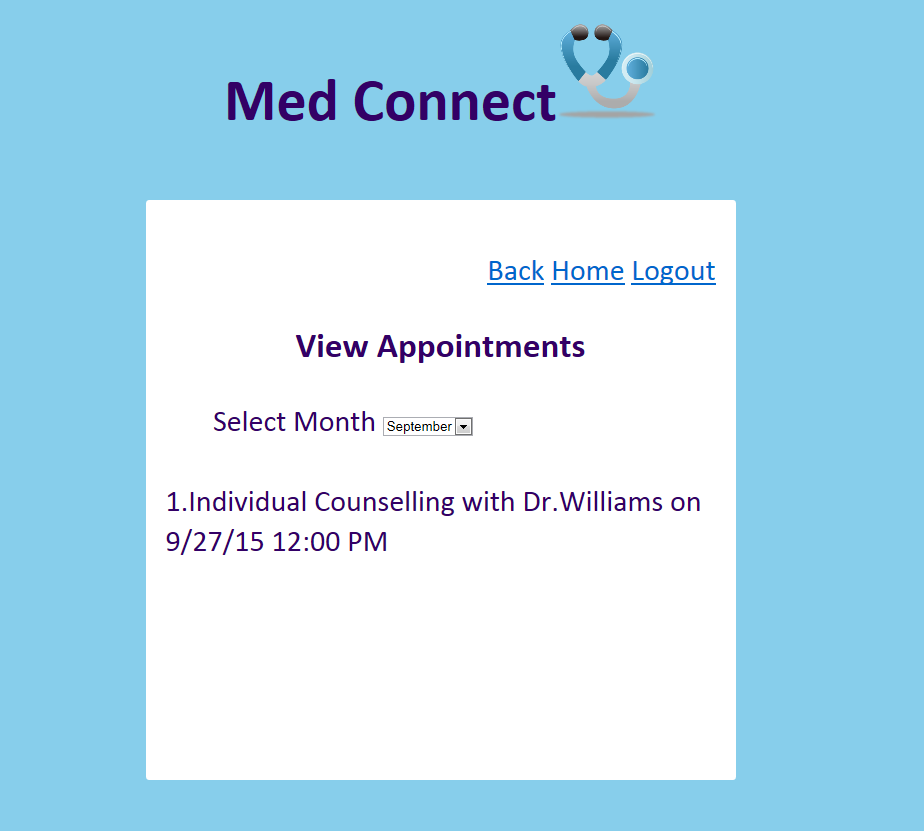 Med Connect
Back Home Logout
View Appointments
Select Month September
1.Individual Counselling with Dr.Williams on
9/27/15 12:00 PM